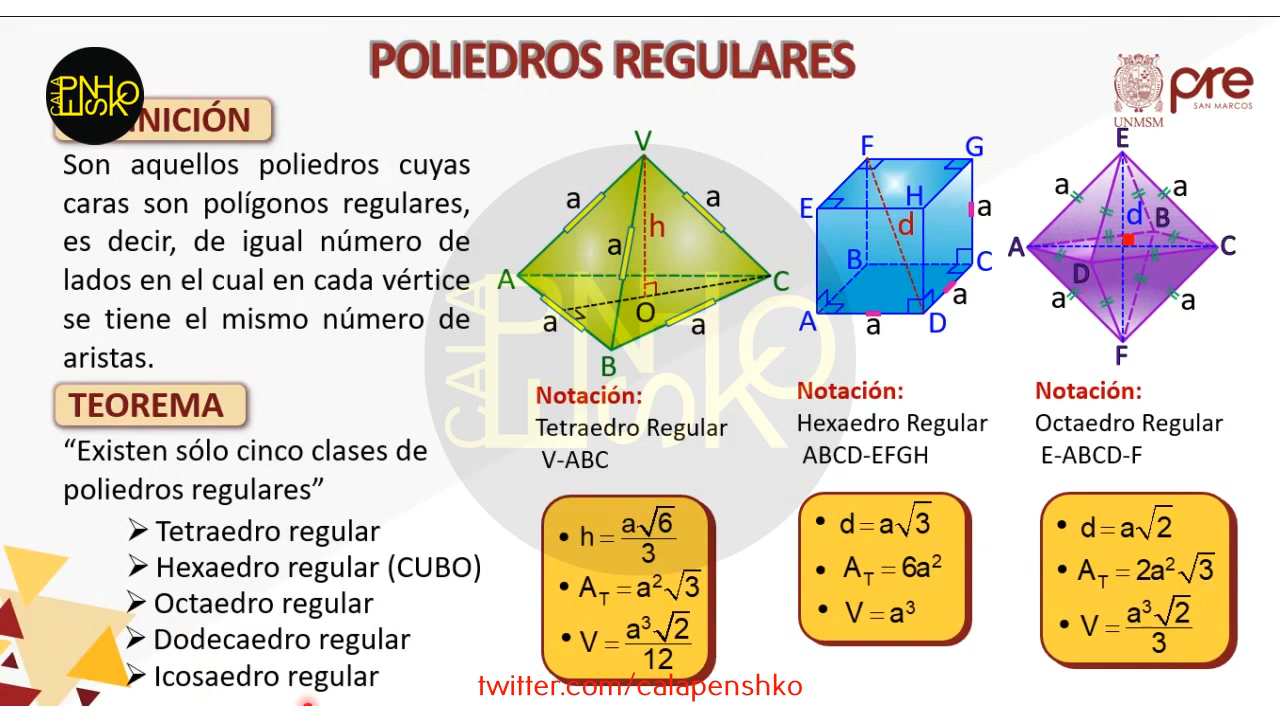 POLIEDROS REGULARES
CALA
PENSHKO
UNMSM
pre
SAN MARCOS
NICIÓN
Son aquellos poliedros cuyas
caras son polígonos regulares,
es decir, de igual número de
lados en el cual en cada vértice
se tiene el mismo número de
aristas.
TEOREMA
“Existen sólo cinco clases de
poliedros regulares”
➢ Tetraedro regular
➢ Hexaedro regular (CUBO)
➢ Octaedro regular
➢ Dodecaedro regular
➢ Icosaedro regular
V
a a
h
a
A C
O
a a
B
Notación:
Tetraedro Regular
V-ABC
• h = a√6/3
• A_T = a²√3
• V = a³√2/12
F G
E H a
d
B C
a
A a D
Notación:
Hexaedro Regular
ABCD-EFGH
• d = a√3
• A_T = 6a²
• V = a³
E
a a
d B
A C
D
a a
F
Notación:
Octaedro Regular
E-ABCD-F
• d = a√2
• A_T = 2a²√3
• V = a³√2/3
CALA
PENSHKO
twitter.com/calapenshko